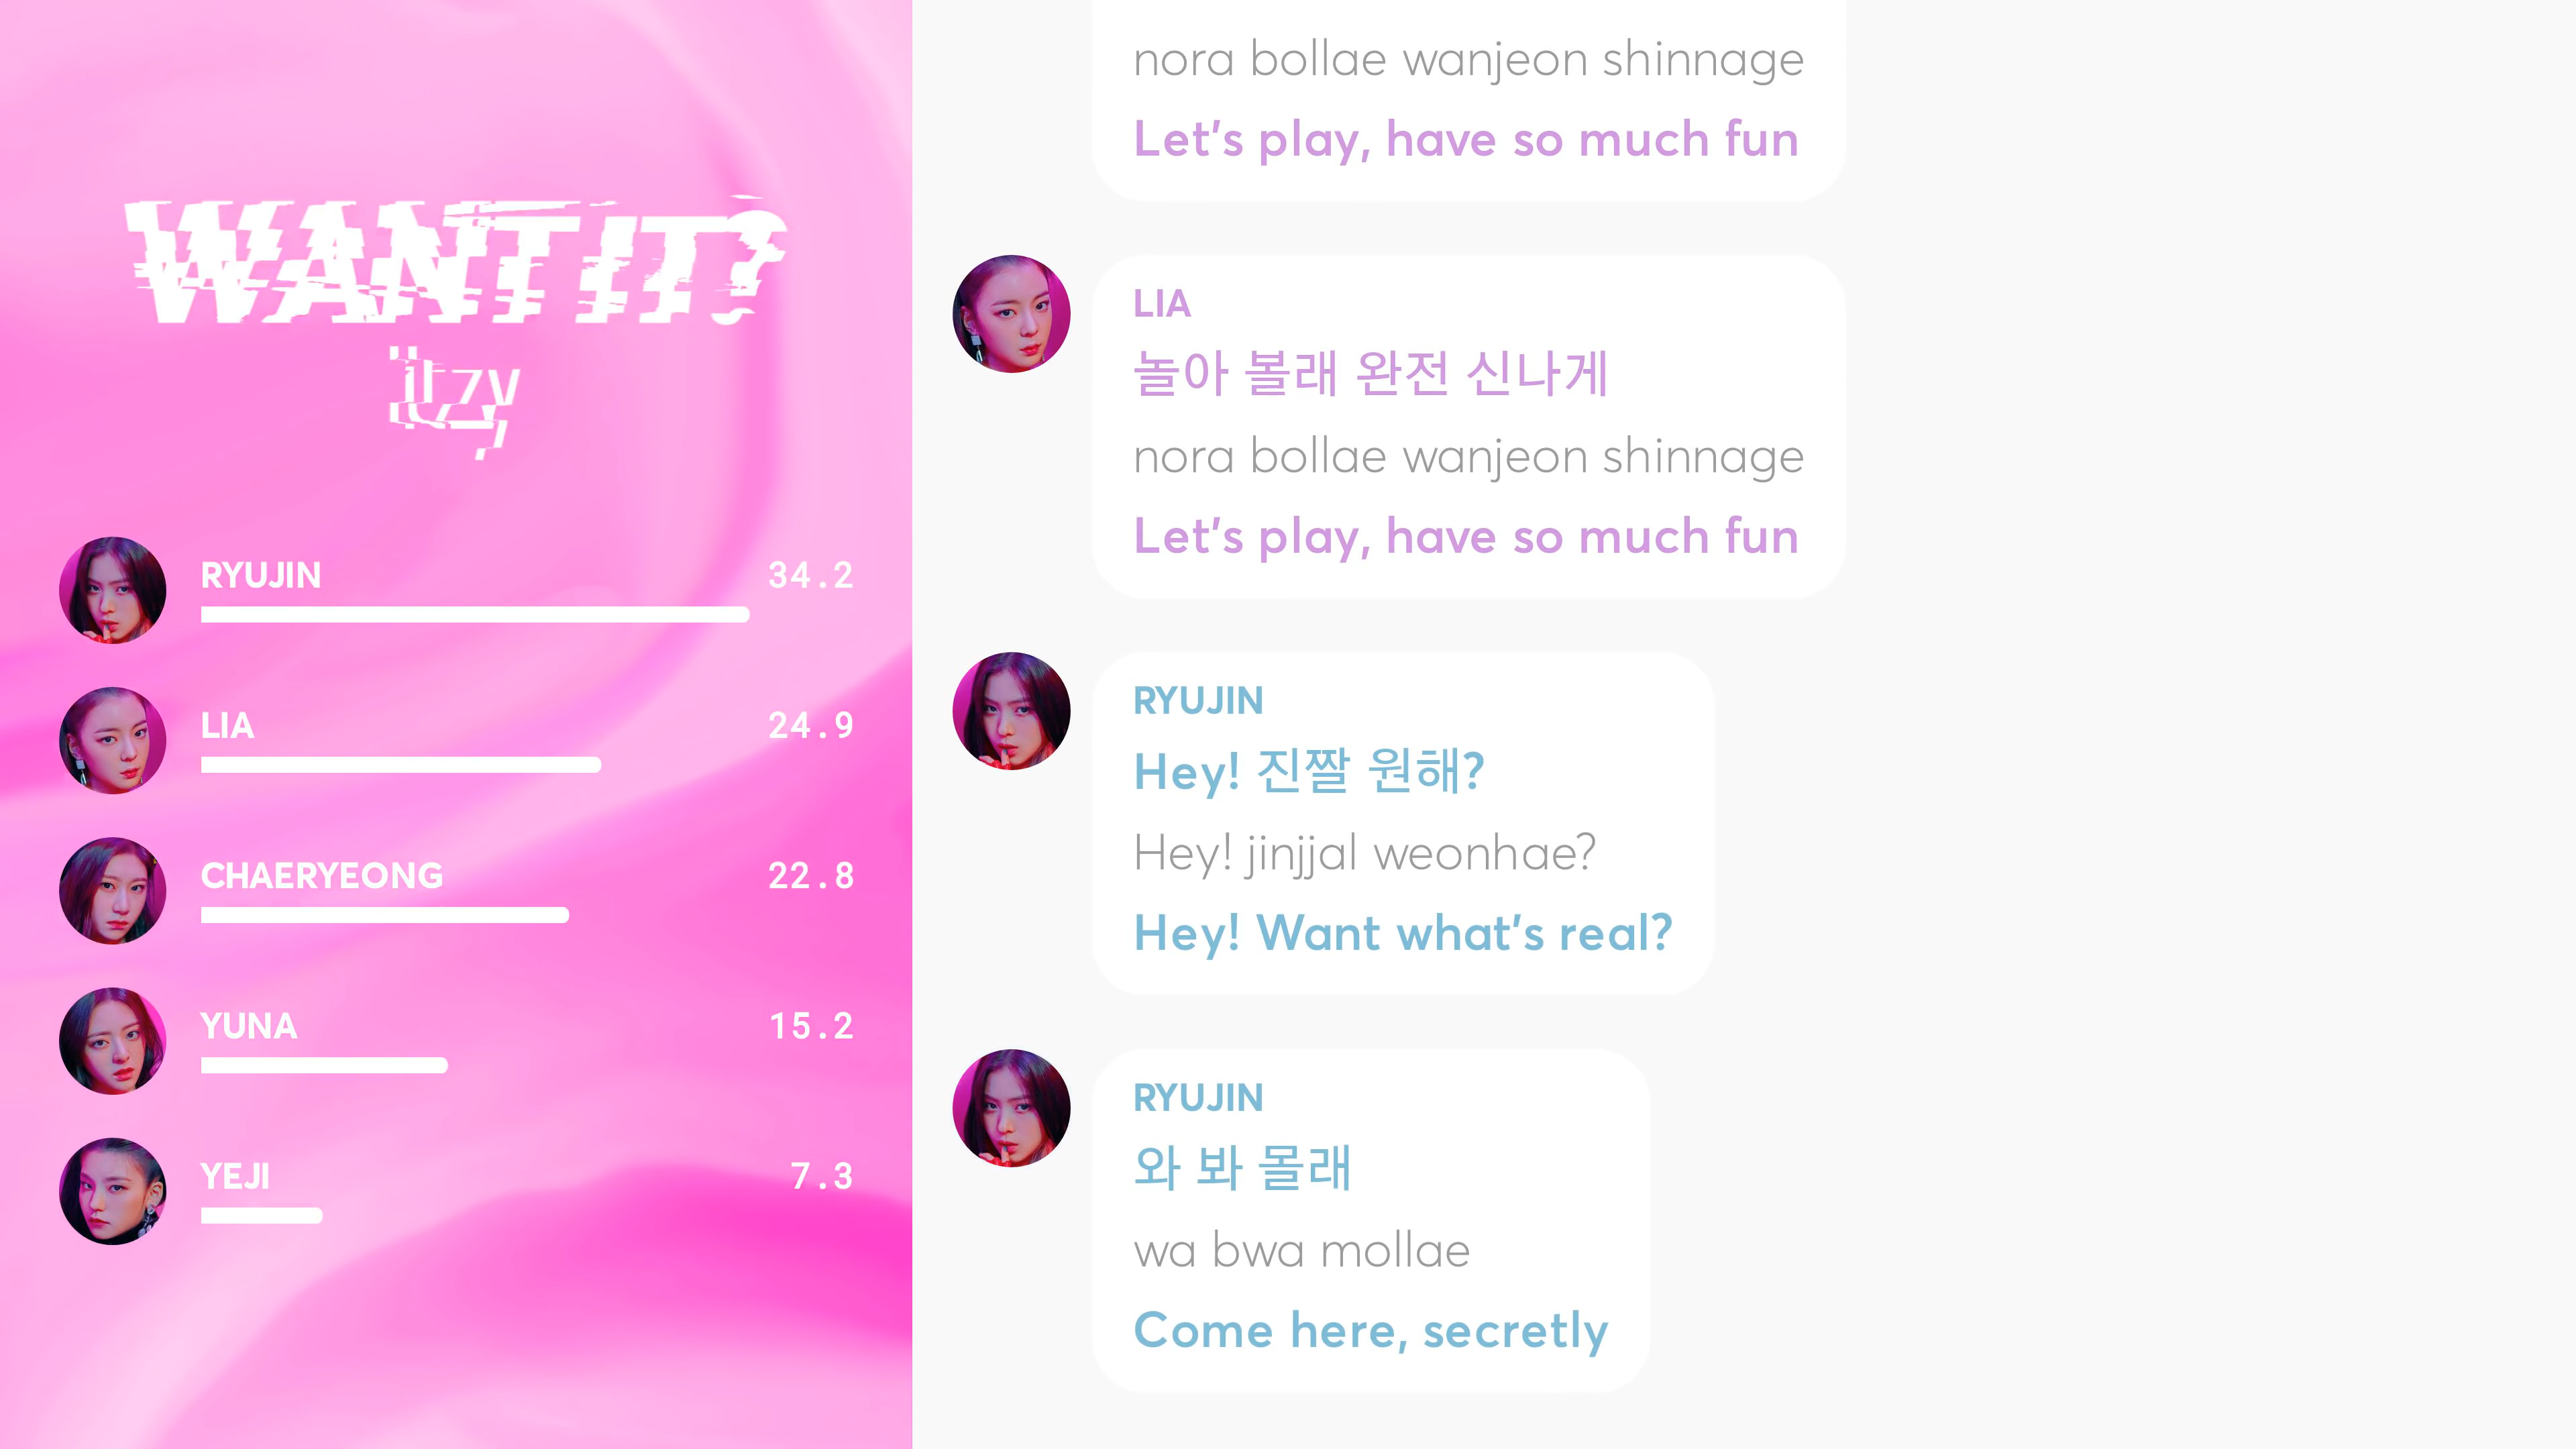 WANT IT?
itzy
RYUJIN 34.2
LIA 24.9
CHAERYEONG 22.8
YUNA 15.2
YEJI 7.3
nora bollae wanjeon shinnage
Let's play, have so much fun
LIA
놀아 볼래 완전 신나게
nora bollae wanjeon shinnage
Let's play, have so much fun
RYUJIN
Hey! 진짤 원해?
Hey! jinjjal weonhae?
Hey! Want what's real?
RYUJIN
와 봐 몰래
wa bwa mollae
Come here, secretly